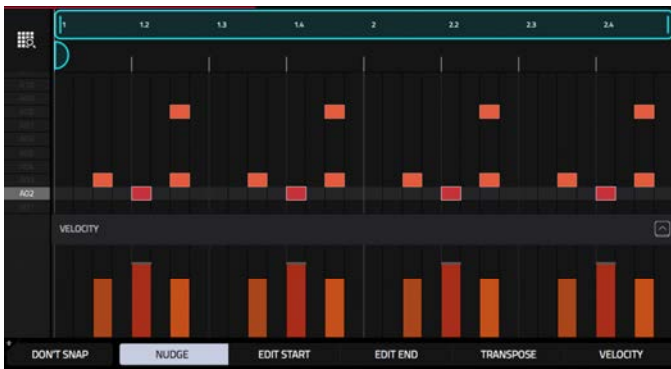 1 1.2 1.3 1.4 2 2.2 2.3 2.4
A02
VELOCITY
DON'T SNAP NUDGE EDIT START EDIT END TRANSPOSE VELOCITY